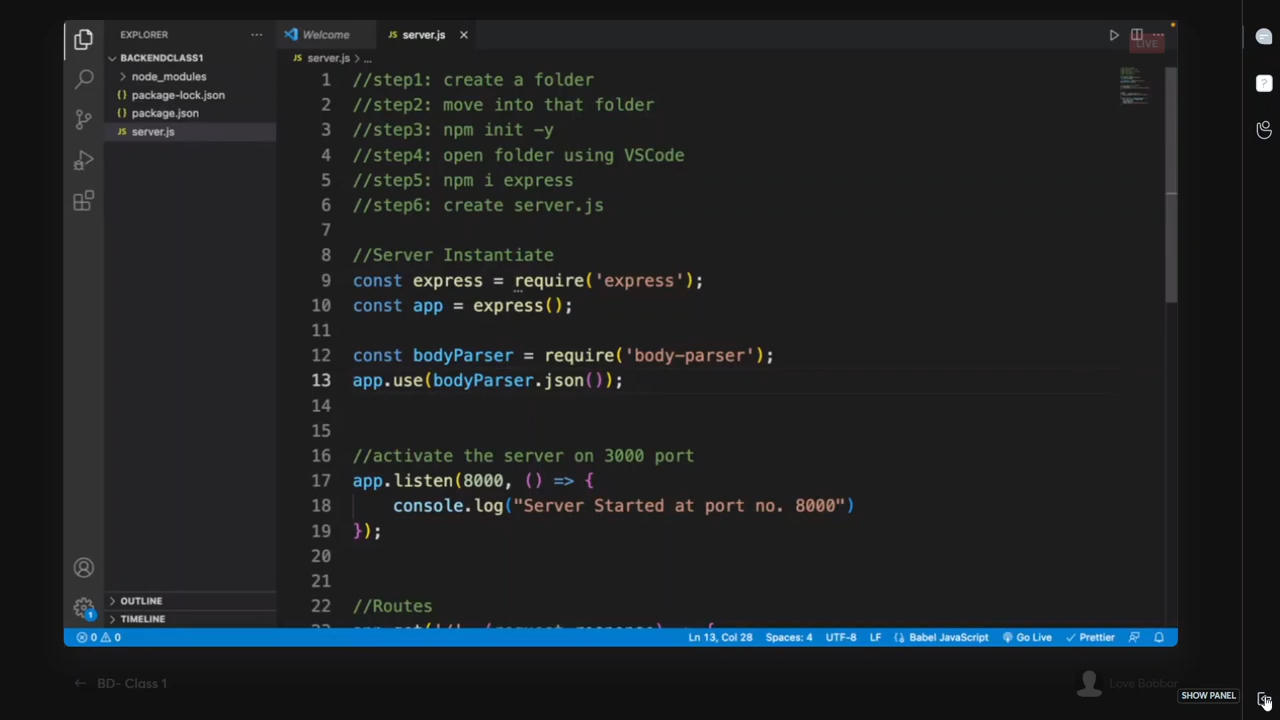 EXPLORER
Welcome
server.js
LIVE
BACKENDCLASS1
node_modules
package-lock.json
package.json
server.js
server.js > ...
1 //step1: create a folder
2 //step2: move into that folder
3 //step3: npm init -y
4 //step4: open folder using VSCode
5 //step5: npm i express
6 //step6: create server.js
7
8 //Server Instantiate
9 const express = require('express');
10 const app = express();
11
12 const bodyParser = require('body-parser');
13 app.use(bodyParser.json());
14
15
16 //activate the server on 3000 port
17 app.listen(8000, () => {
18 console.log("Server Started at port no. 8000")
19 });
20
21
22 //Routes
OUTLINE
TIMELINE
1
0 0
Ln 13, Col 28
Spaces: 4
UTF-8
LF
Babel JavaScript
Go Live
Prettier
BD- Class 1
Love Babbar
SHOW PANEL